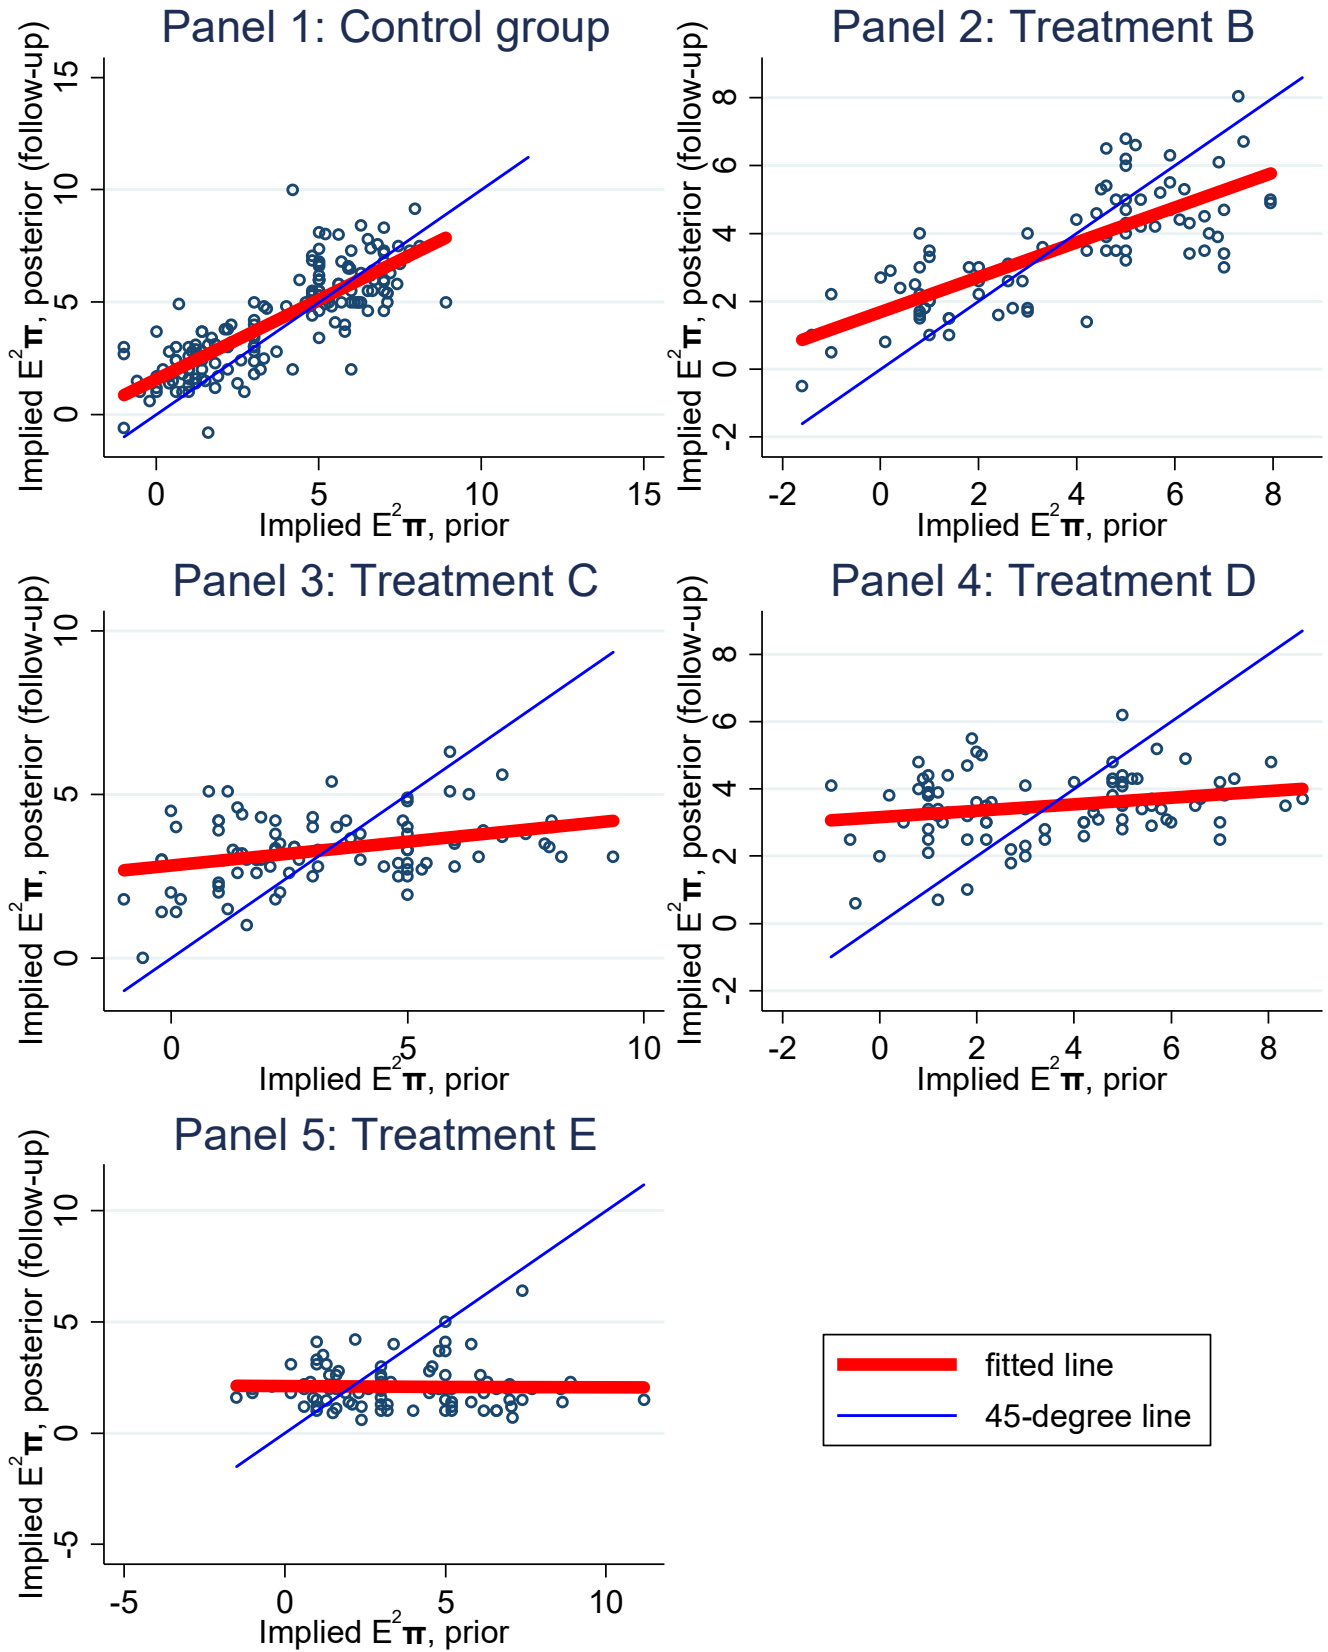 Panel 1: Control group
Implied E²π, posterior (follow-up)
15
10
5
0
0 5 10 15
Implied E²π, prior
Panel 2: Treatment B
Implied E²π, posterior (follow-up)
8
6
4
2
0
-2
-2 0 2 4 6 8
Implied E²π, prior
Panel 3: Treatment C
Implied E²π, posterior (follow-up)
10
5
0
0 5 10
Implied E²π, prior
Panel 4: Treatment D
Implied E²π, posterior (follow-up)
8
6
4
2
0
-2
-2 0 2 4 6 8
Implied E²π, prior
Panel 5: Treatment E
Implied E²π, posterior (follow-up)
10
5
0
-5
-5 0 5 10
Implied E²π, prior
fitted line
45-degree line